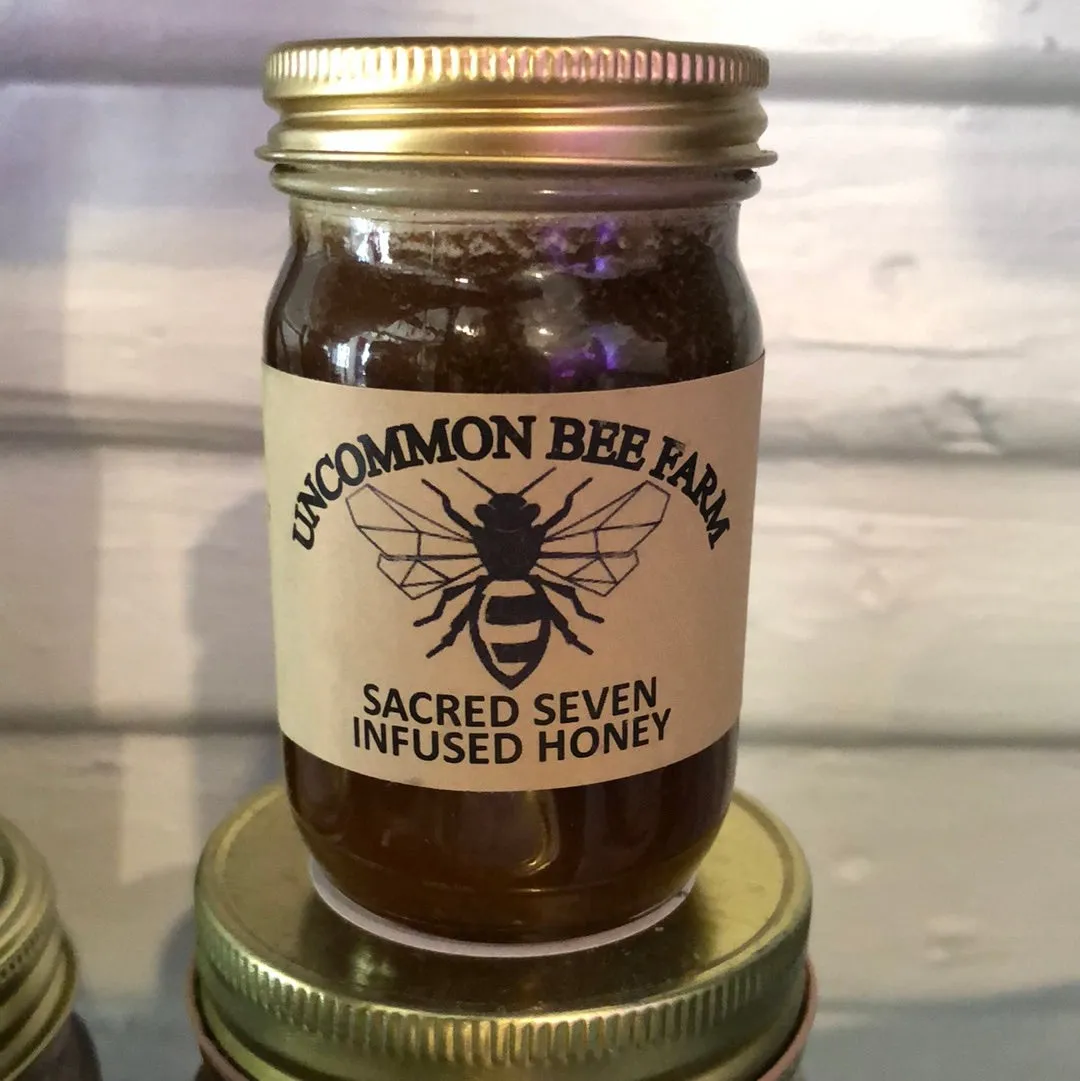 UNCOMMON BEE FARM
SACRED SEVEN
INFUSED HONEY